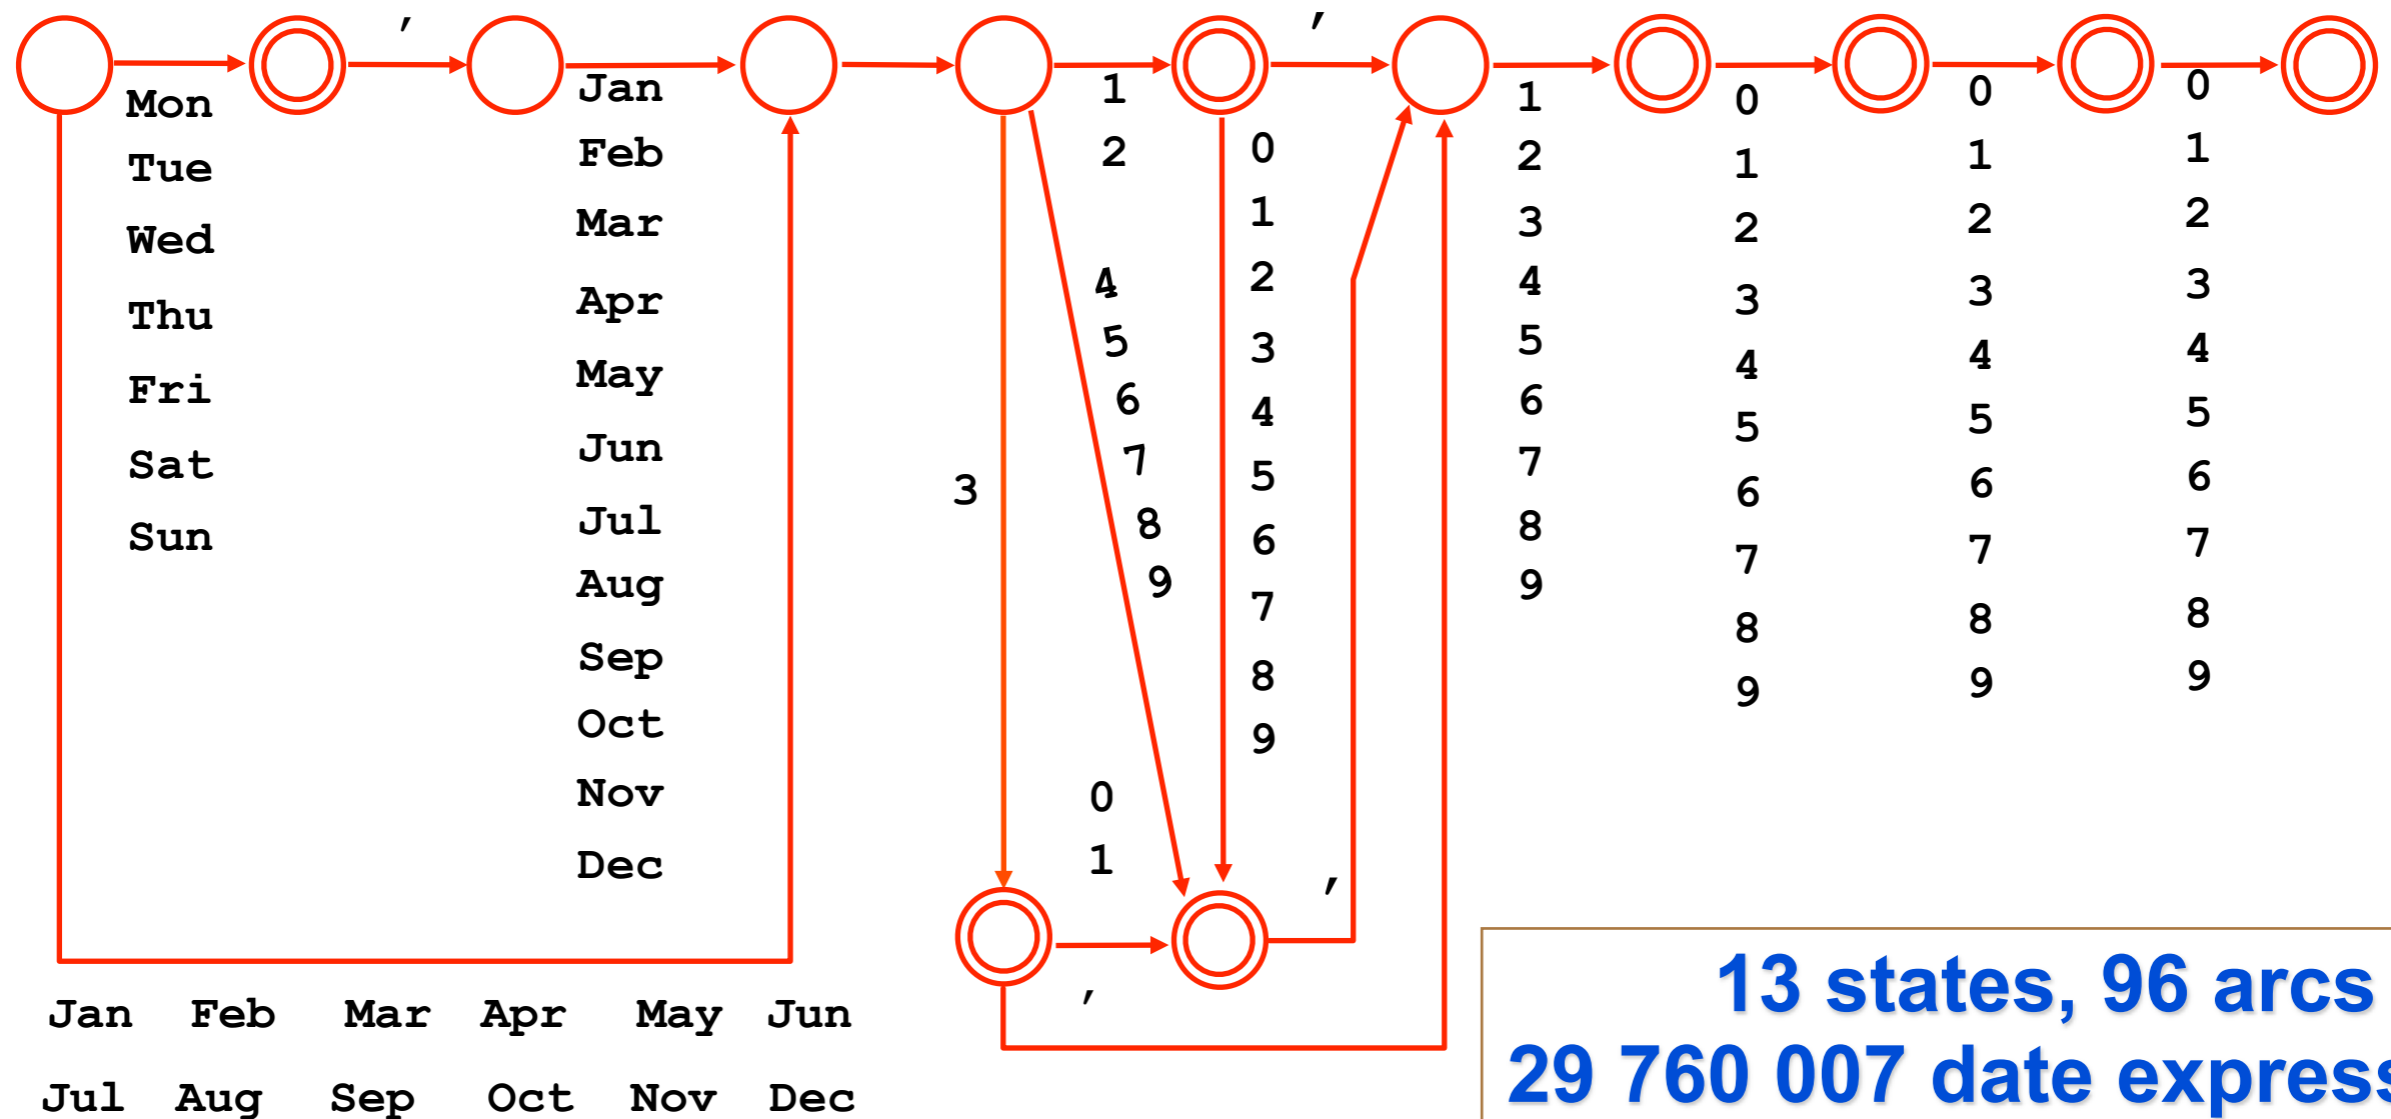 ,
Mon
Tue
Wed
Thu
Fri
Sat
Sun
Jan
Feb
Mar
Apr
May
Jun
Jul
Aug
Sep
Oct
Nov
Dec
Jan Feb Mar Apr May Jun
Jul Aug Sep Oct Nov Dec
3
1
2
4
5
6
7
8
9
0
1
,
,
0
1
2
3
4
5
6
7
8
9
,
1
2
3
4
5
6
7
8
9
0
1
2
3
4
5
6
7
8
9
0
1
2
3
4
5
6
7
8
9
0
1
2
3
4
5
6
7
8
9
13 states, 96 arcs
29 760 007 date express